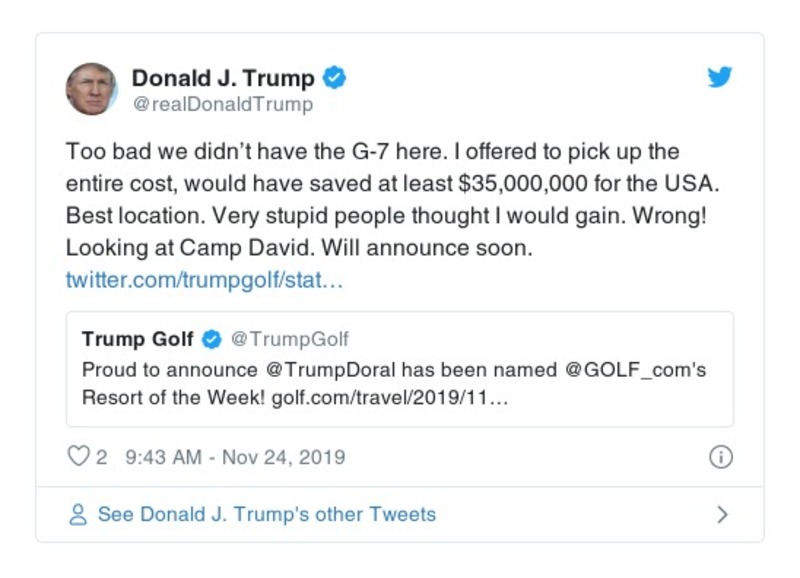 Donald J. Trump
@realDonaldTrump
Too bad we didn’t have the G-7 here. I offered to pick up the
entire cost, would have saved at least $35,000,000 for the USA.
Best location. Very stupid people thought I would gain. Wrong!
Looking at Camp David. Will announce soon.
twitter.com/trumpgolf/stat…
Trump Golf @TrumpGolf
Proud to announce @TrumpDoral has been named @GOLF_com's
Resort of the Week! golf.com/travel/2019/11…
2 9:43 AM - Nov 24, 2019
See Donald J. Trump's other Tweets